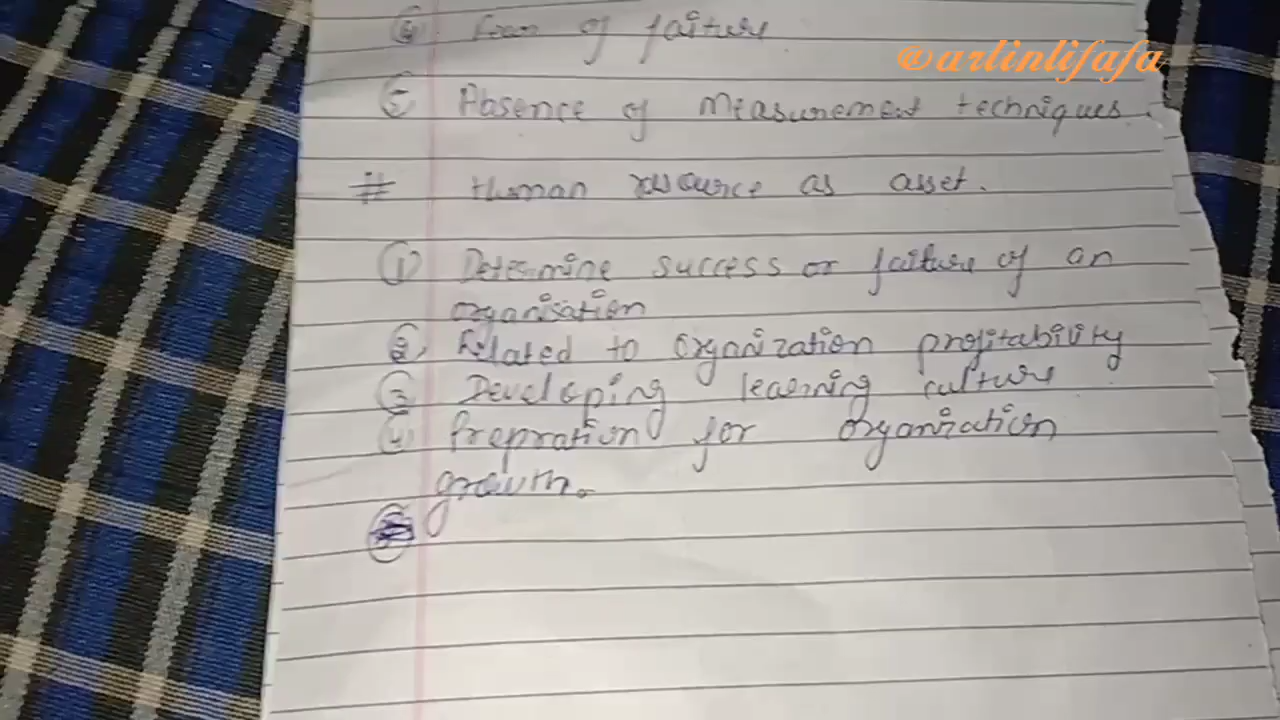 ④ Fear of failure
@arlinlifafa
⑤ Absence of measurement techniques.
# Human resource as asset.
① Determine success or failure of an
organisation
② Related to organization profitability
③ Developing learning culture
④ Prepration for organization
growth.